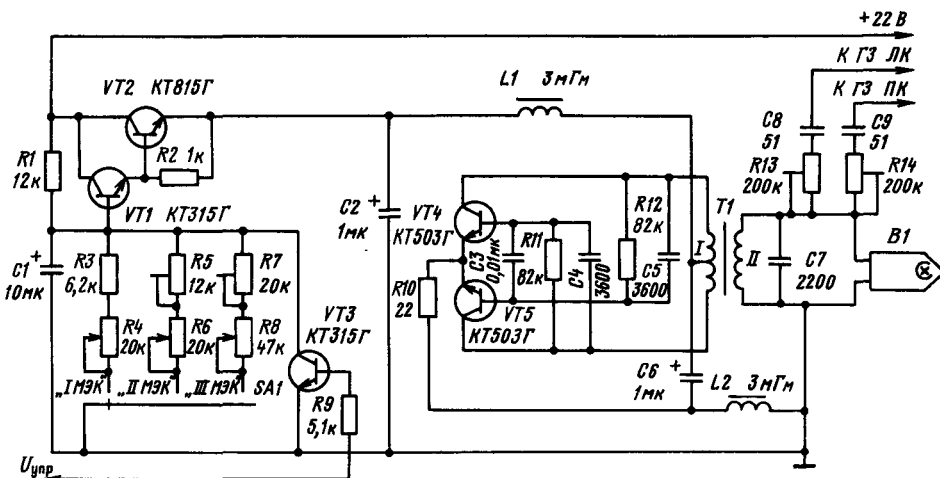 +22 В
К ГЗ ЛК
К ГЗ ПК
VT2 КТ815Г
L1 3мГн
C8
51
C9
51
R1
12к
R2 1к
R13
200к
R14
200к
VT1 КТ315Г
C2
1мк
VT4
КТ503Г
C3
0,01мк
R11
82к
C4
3600
R12
82к
C5
3600
I
T1
II
C7
2200
B1
C1
10мк
R3
6,2к
R5
12к
R7
20к
R10
22
VT5
КТ503Г
VT3
КТ315Г
R4
20к
R6
20к
R8
47к
C6
1мк
L2 3мГн
„I МЭК"
„II МЭК"
„III МЭК"
SA1
R9
5,1к
Uупр